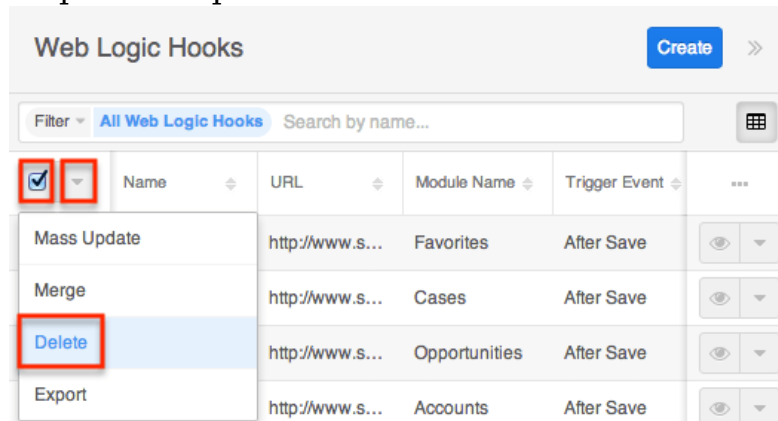 Web Logic Hooks Create
Filter All Web Logic Hooks Search by name...
Name URL Module Name Trigger Event
Mass Update http://www.s... Favorites After Save
Merge http://www.s... Cases After Save
Delete http://www.s... Opportunities After Save
Export http://www.s... Accounts After Save